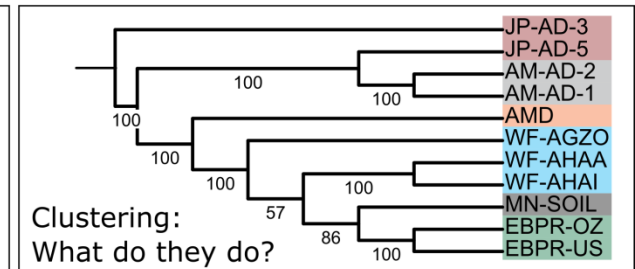 JP-AD-3
JP-AD-5
100
AM-AD-2
100
AM-AD-1
100
AMD
100
WF-AGZO
100
WF-AHAA
100
WF-AHAI
57
MN-SOIL
86
EBPR-OZ
100
EBPR-US
Clustering:
What do they do?